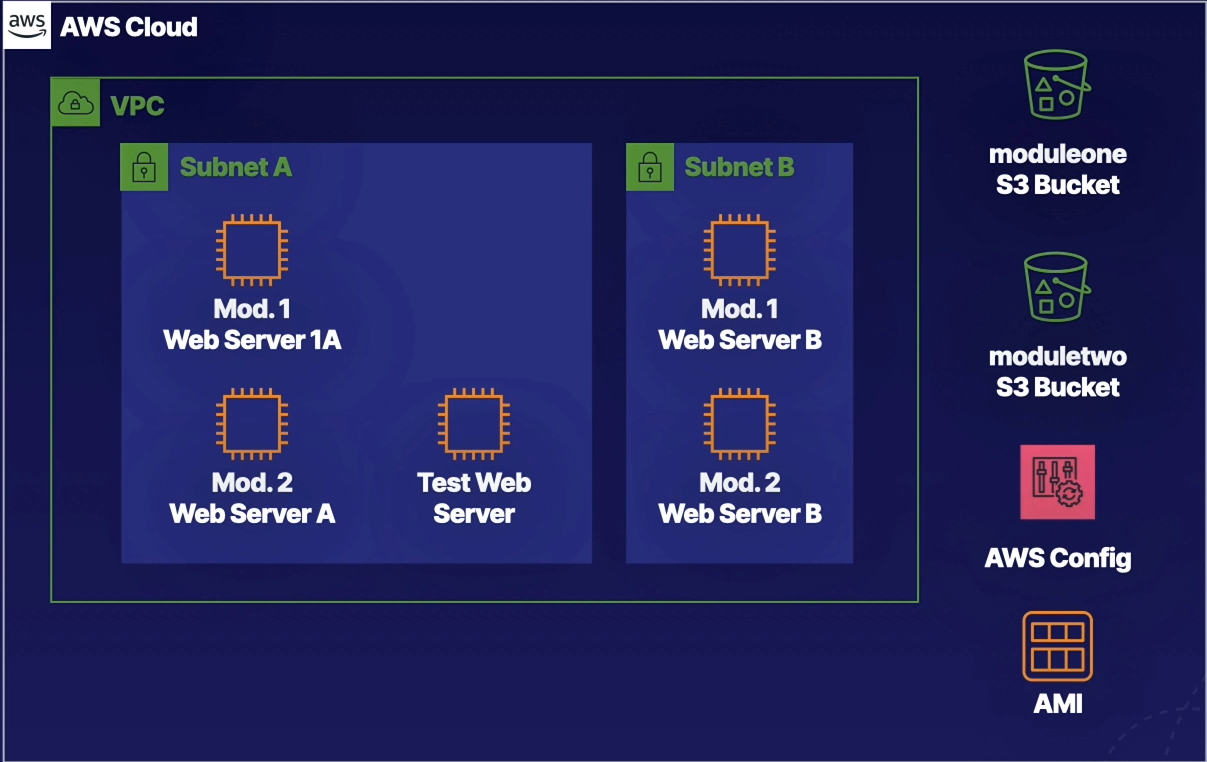 aws
AWS Cloud
VPC
Subnet A
Mod. 1
Web Server 1A
Mod. 2
Web Server A
Test Web
Server
Subnet B
Mod. 1
Web Server B
Mod. 2
Web Server B
moduleone
S3 Bucket
moduletwo
S3 Bucket
AWS Config
AMI